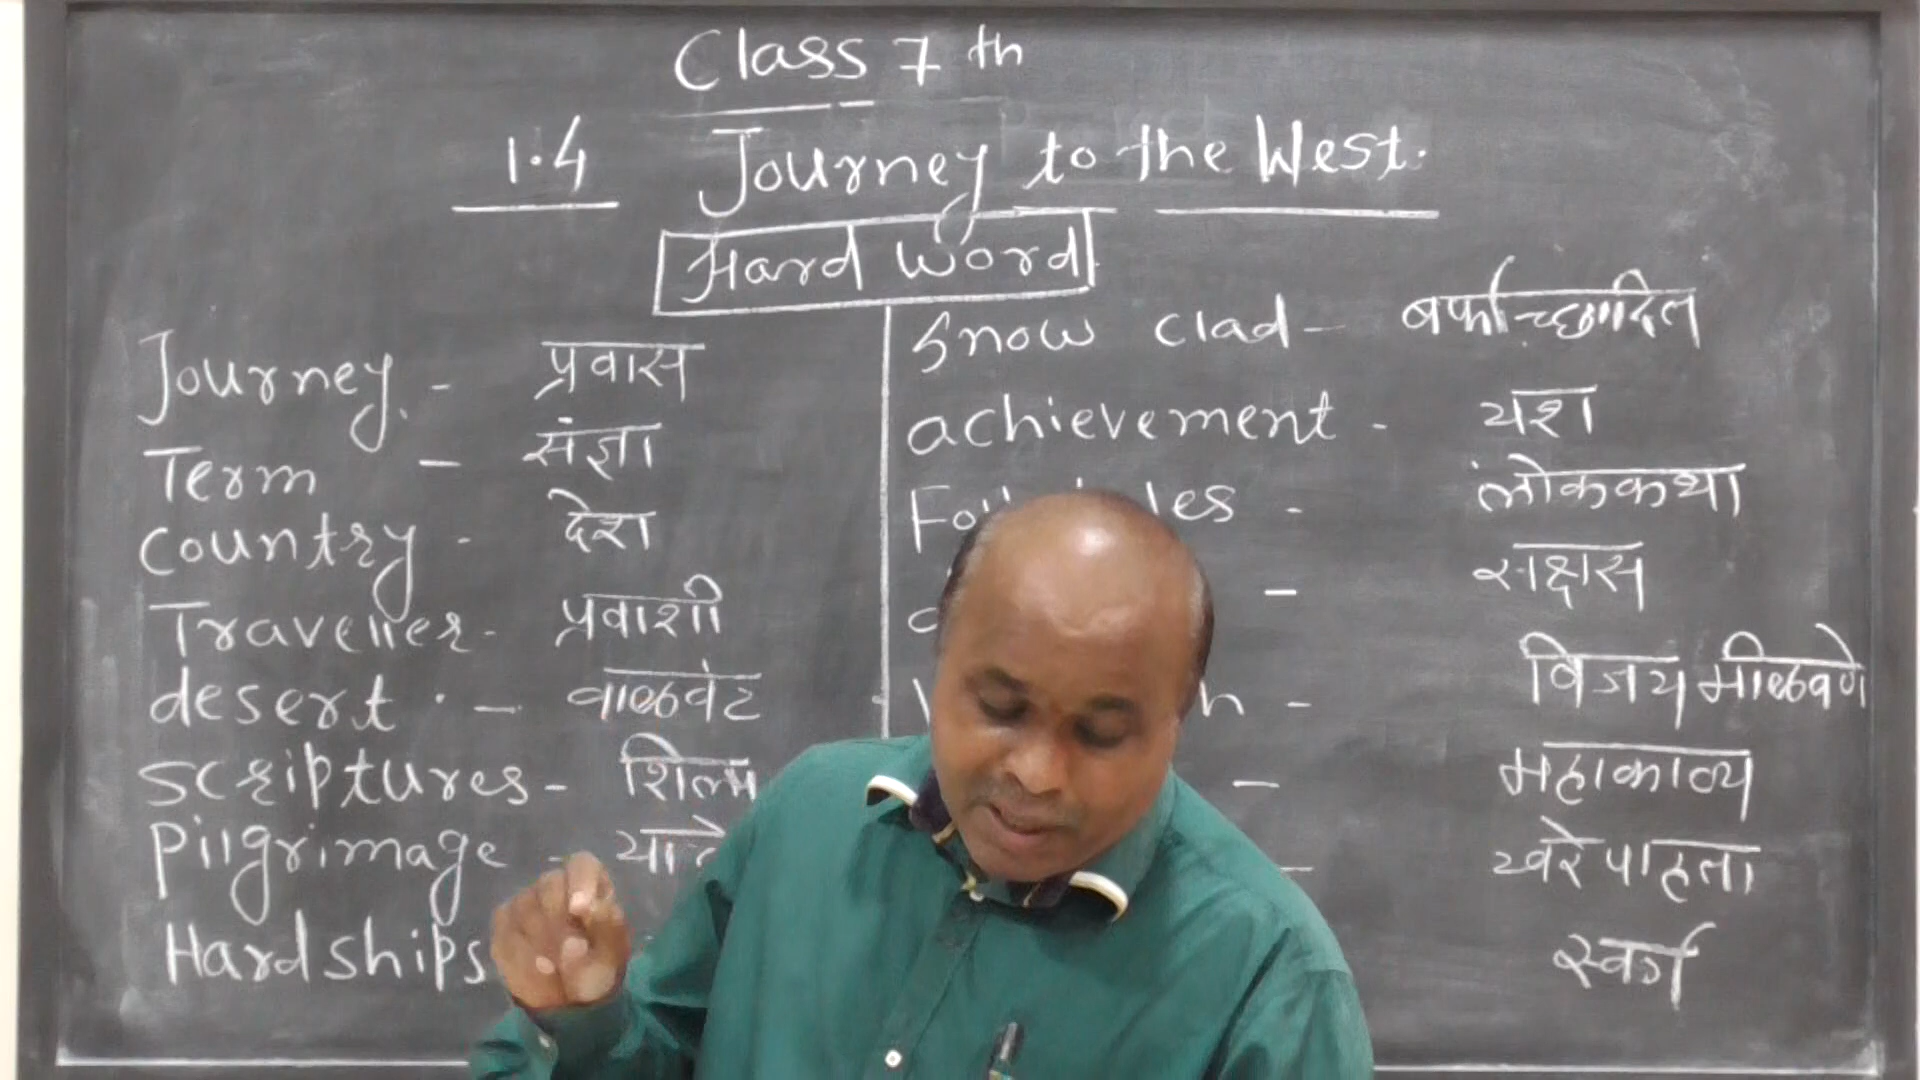 Class 7 th
1.4 Journey to the West.
Hard Word
Journey. - प्रवास
Term - संज्ञा
Country - देश
Traveller - प्रवाशी
desert - वाळवंट
Scriptures - शिल्प
Pilgrimage -
Hardships
Snow clad - बर्फाच्छादित
achievement - यश
- लोककथा
- राक्षस
- विजय मीळवणे
- महाकाव्य
- खरे पाहता
स्वर्ग